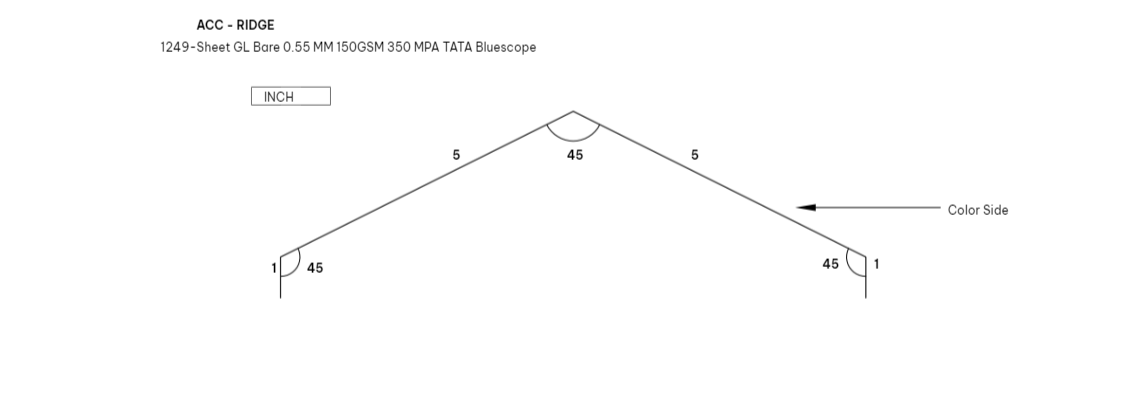 ACC - RIDGE
1249-Sheet GL Bare 0.55 MM 150GSM 350 MPA TATA Bluescope
INCH
5
45
5
Color Side
1
45
45
1